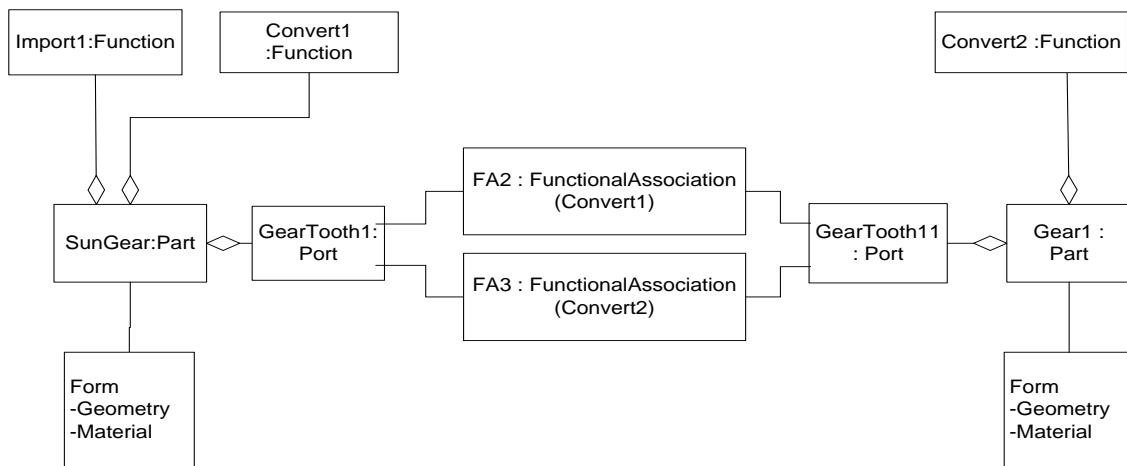 Import1:Function
Convert1
:Function
Convert2 :Function
FA2 : FunctionalAssociation
(Convert1)
SunGear:Part
GearTooth1:
Port
GearTooth11
: Port
Gear1 :
Part
FA3 : FunctionalAssociation
(Convert2)
Form
-Geometry
-Material
Form
-Geometry
-Material